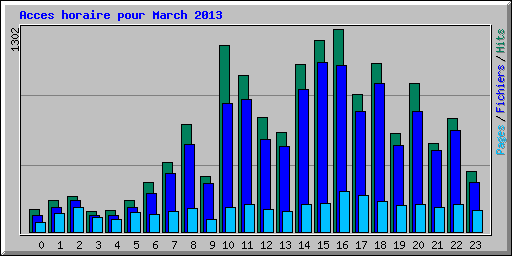 Acces horaire pour March 2013
1302
Pages / Fichiers / Hits
0 1 2 3 4 5 6 7 8 9 10 11 12 13 14 15 16 17 18 19 20 21 22 23